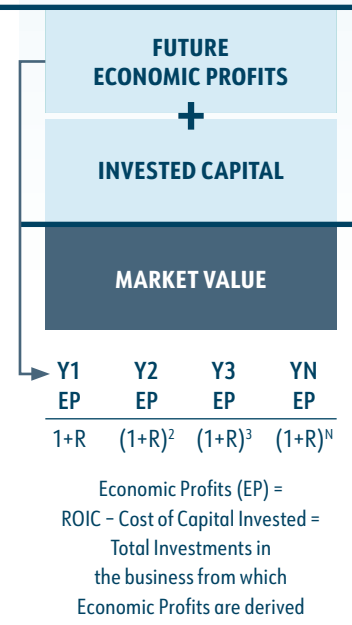 FUTURE
ECONOMIC PROFITS
+
INVESTED CAPITAL
MARKET VALUE
Y1 Y2 Y3 YN
EP EP EP EP
1+R (1+R)² (1+R)³ (1+R)ᴺ
Economic Profits (EP) =
ROIC – Cost of Capital Invested =
Total Investments in
the business from which
Economic Profits are derived